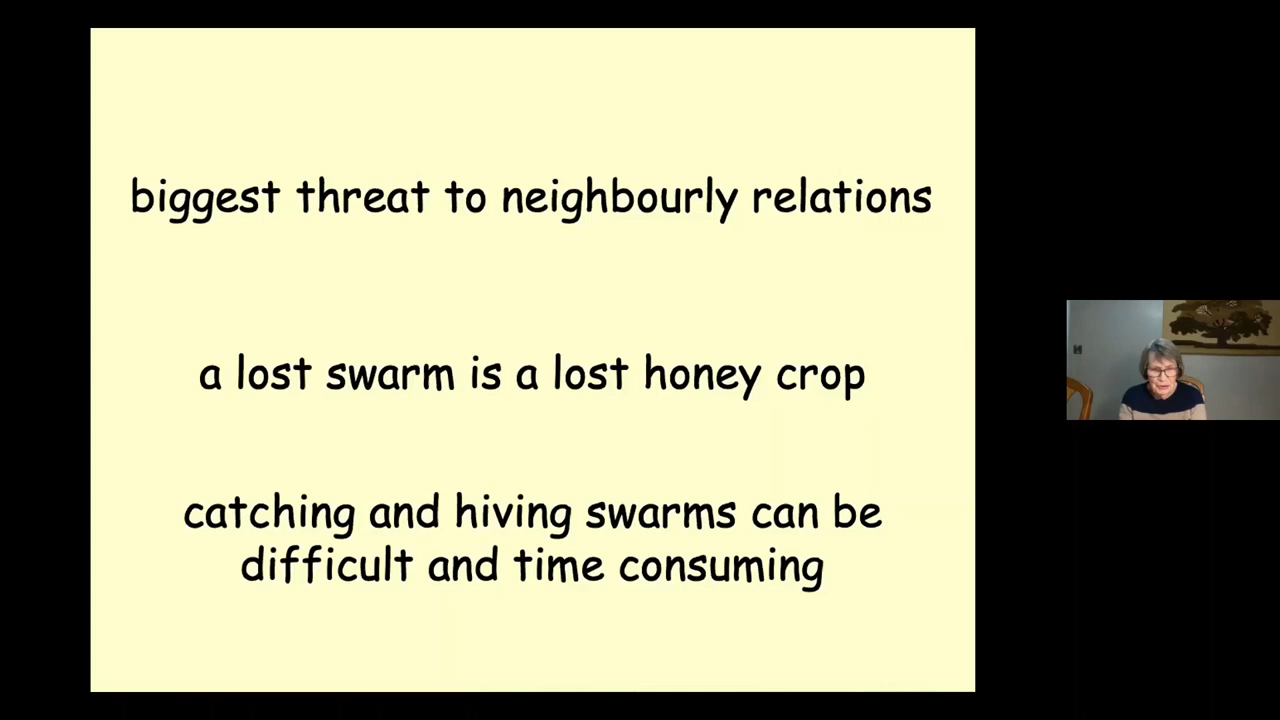 biggest threat to neighbourly relations
a lost swarm is a lost honey crop
catching and hiving swarms can be
difficult and time consuming